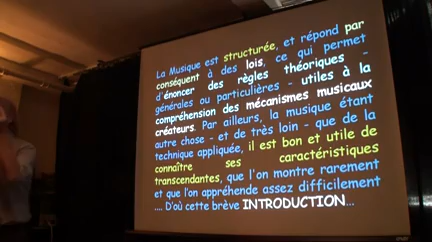 La Musique est structurée, et répond par
conséquent à des lois, ce qui permet
d'énoncer des règles théoriques -
générales ou particulières - utiles à la
compréhension des mécanismes musicaux
créateurs. Par ailleurs, la musique étant
autre chose - et de très loin - que de la
technique appliquée, il est bon et utile de
connaître ses caractéristiques
transcendantes, que l'on montre rarement
et que l'on appréhende assez difficilement
.... D'où cette brève INTRODUCTION...